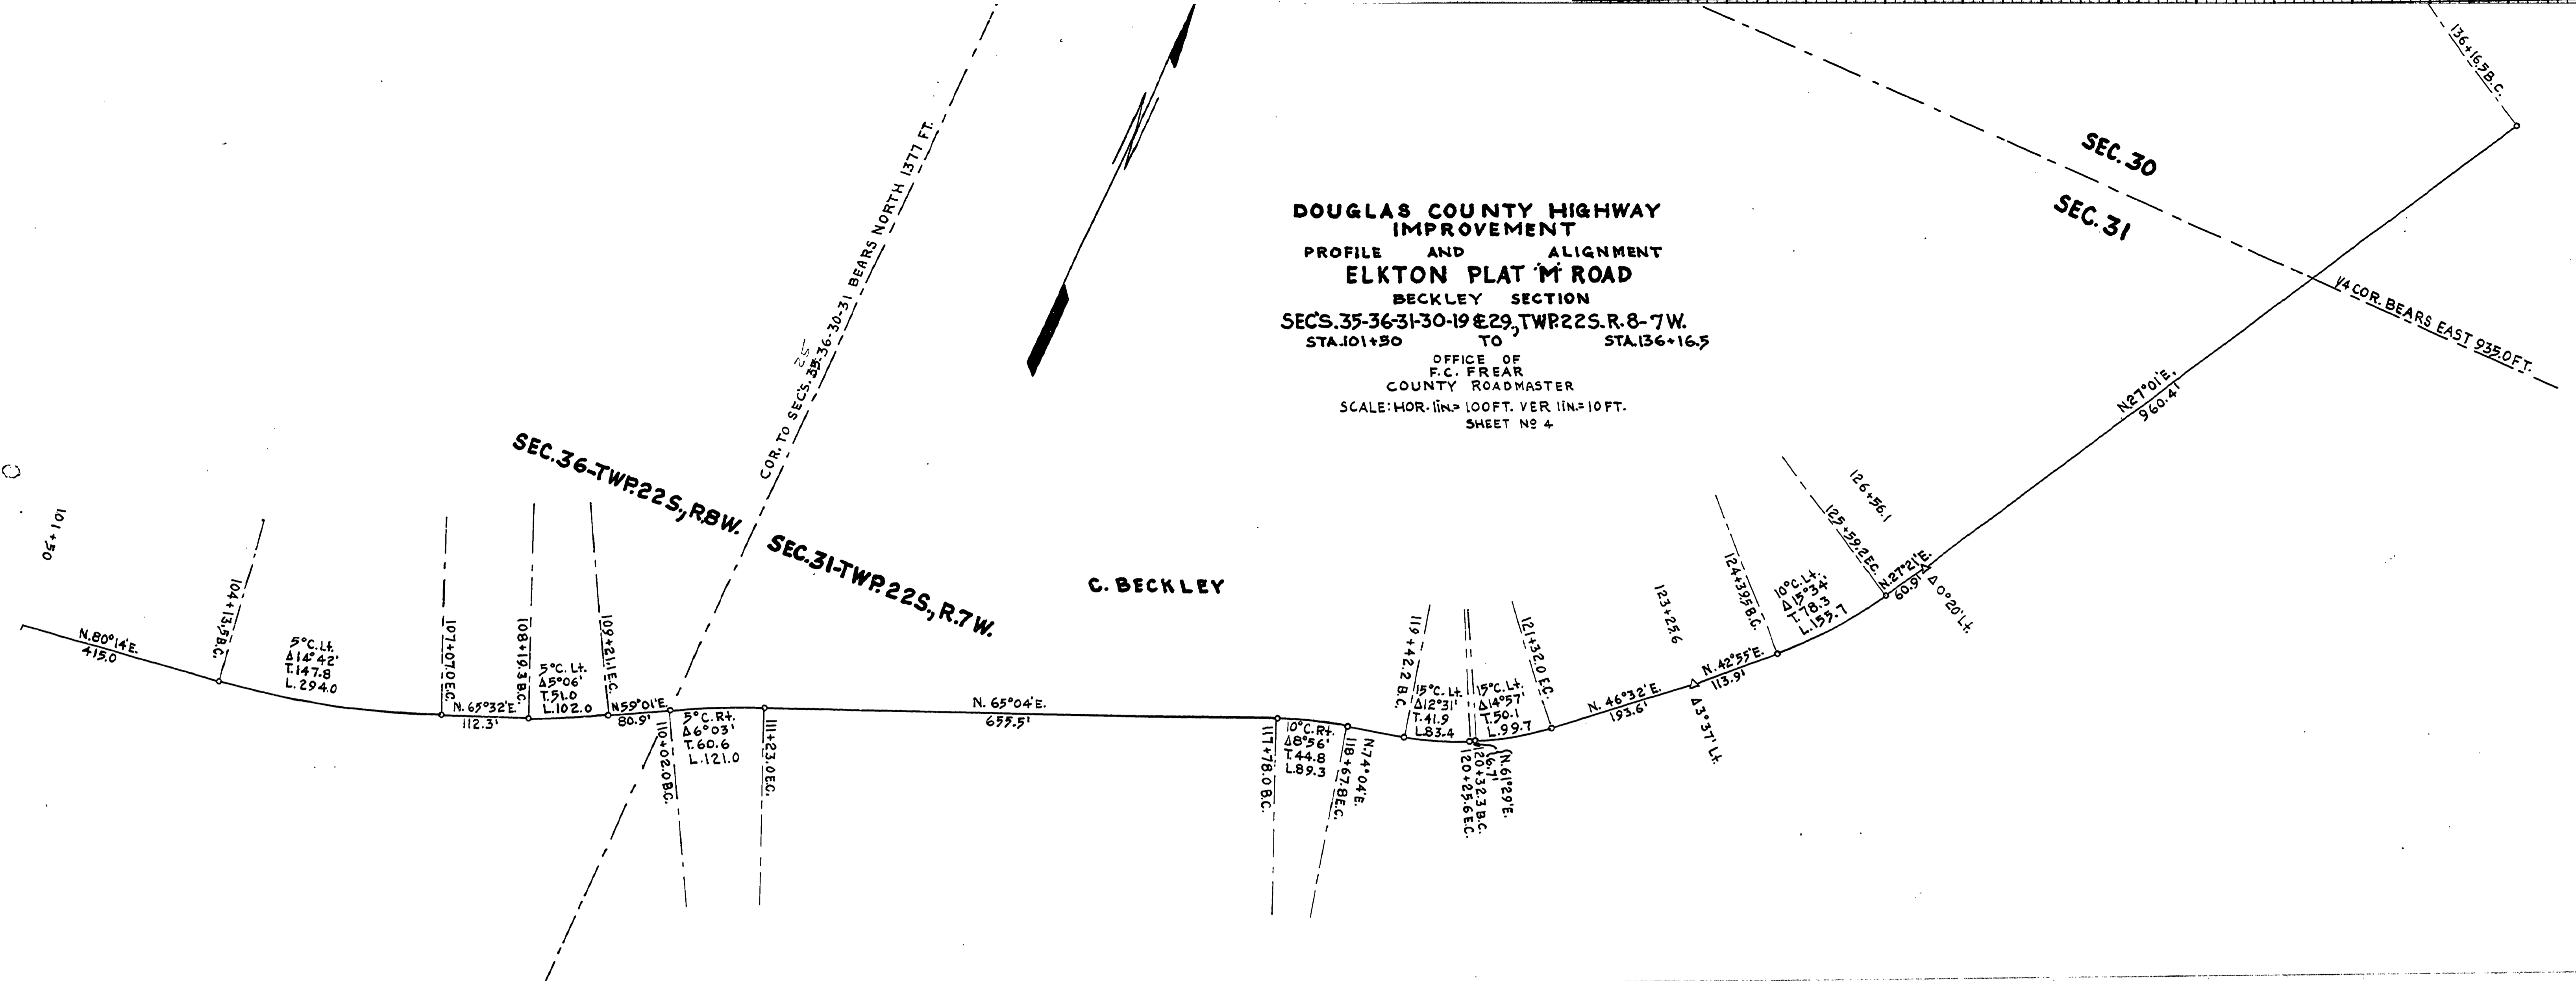 DOUGLAS COUNTY HIGHWAY
IMPROVEMENT
PROFILE AND ALIGNMENT
ELKTON PLAT "M" ROAD
BECKLEY SECTION
SEC'S. 35-36-31-30-19 & 29, TWP. 22 S. R. 8-7 W.
STA. 101+50 TO STA. 136+16.5
OFFICE OF
F.C. FREAR
COUNTY ROADMASTER
SCALE: HOR. 1IN.= 100FT. VER 1IN.=10FT.
SHEET Nº 4
SEC. 30
SEC. 31
1/4 COR. BEARS EAST 935.0 FT.
136+16.5 B.C.
N.27°01'E.
960.4'
COR. TO SEC'S. 35-36-30-31 BEARS NORTH 1377 FT.
25
N
SEC. 36-TWP. 22 S., R.8 W.
SEC. 31-TWP. 22 S., R. 7 W.
C. BECKLEY
101+50
N.80°14'E.
415.0
104+13.5 B.C.
5°C. Lt.
Δ14°42'
T.147.8
L. 294.0
107+07.0 E.C.
N. 65°32'E.
112.3'
108+19.3 B.C.
5°C. Lt.
Δ5°06'
T.51.0
L.102.0
109+21.1 E.C.
N59°01'E.
80.9'
110+02.0 B.C.
5°C. Rt.
Δ6°03'
T.60.6
L.121.0
111+23.0 E.C.
N. 65°04'E.
655.5'
117+78.0 B.C.
10°C. Rt.
Δ8°56'
T.44.8
L.89.3
118+67.8 E.C.
N.74°04'E.
119+42.2 B.C.
15°C. Lt.
Δ12°31'
T.41.9
L.83.4
120+25.6 E.C.
120+32.3 B.C.
6.7'
N.61°29'E.
15°C. Lt.
Δ14°57'
T.50.1
L.99.7
121+32.0 E.C.
N. 46°32'E.
193.6'
123+25.6
Δ3°37' Lt.
N. 42°55'E.
113.9'
124+39.5 B.C.
10°C. Lt.
Δ15°34'
T.78.3
L.155.7
125+59.2 E.C.
N.27°21'E.
60.9'
126+56.1
Δ0°20' Lt.